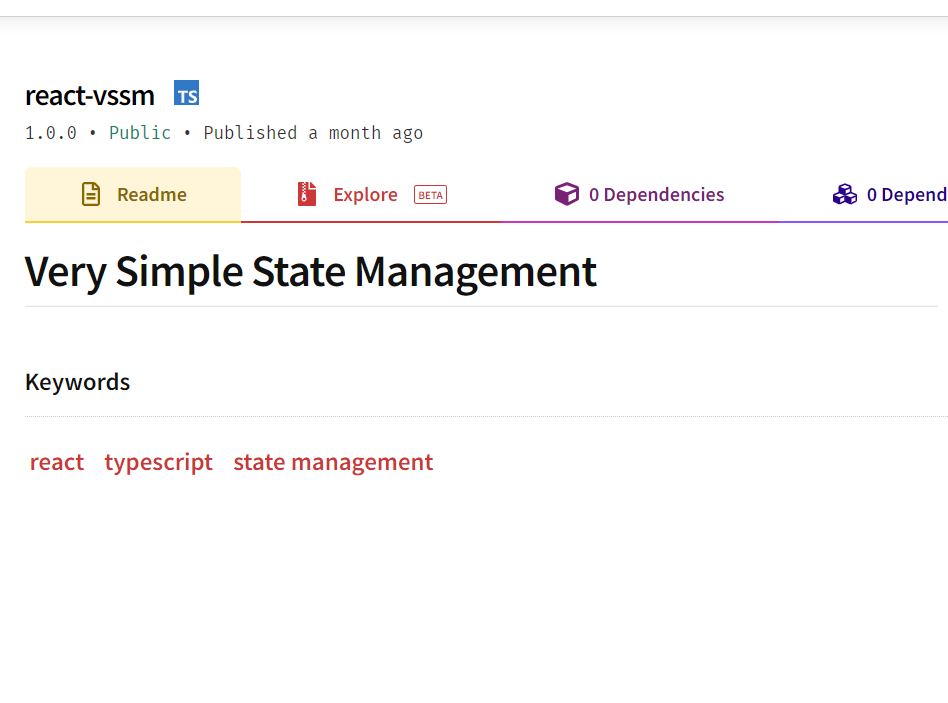 react-vssm TS
1.0.0 • Public • Published a month ago
Readme Explore BETA 0 Dependencies 0 Depend
Very Simple State Management
Keywords
react typescript state management